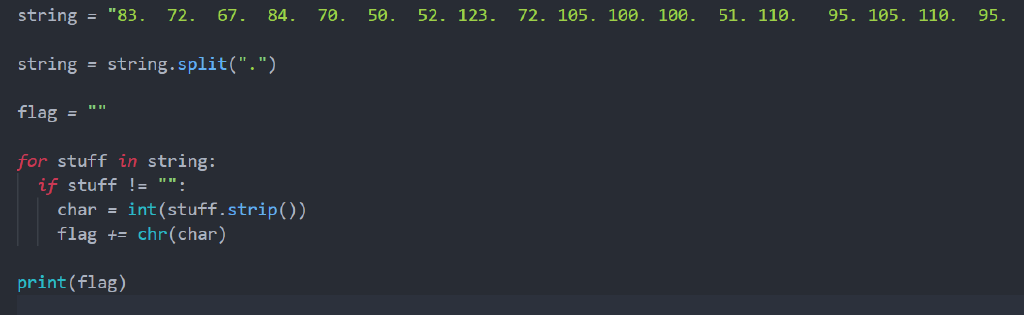 string = "83.  72.  67.  84.  70.  50.  52. 123.  72. 105. 100. 100.  51. 110.   95. 105. 110.  95.
string = string.split(".")
flag = ""
for stuff in string:
  if stuff != "":
    char = int(stuff.strip())
    flag += chr(char)
print(flag)